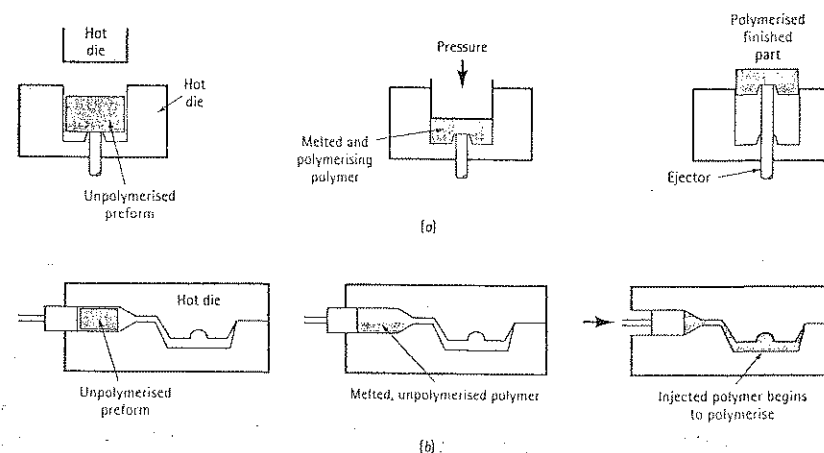 Hot
die
Hot
die
Unpolymerised
preform
Pressure
Melted and
polymerising
polymer
Polymerised
finished
part
Ejector
(a)
Hot die
Unpolymerised
preform
Melted, unpolymerised polymer
Injected polymer begins
to polymerise
(b)